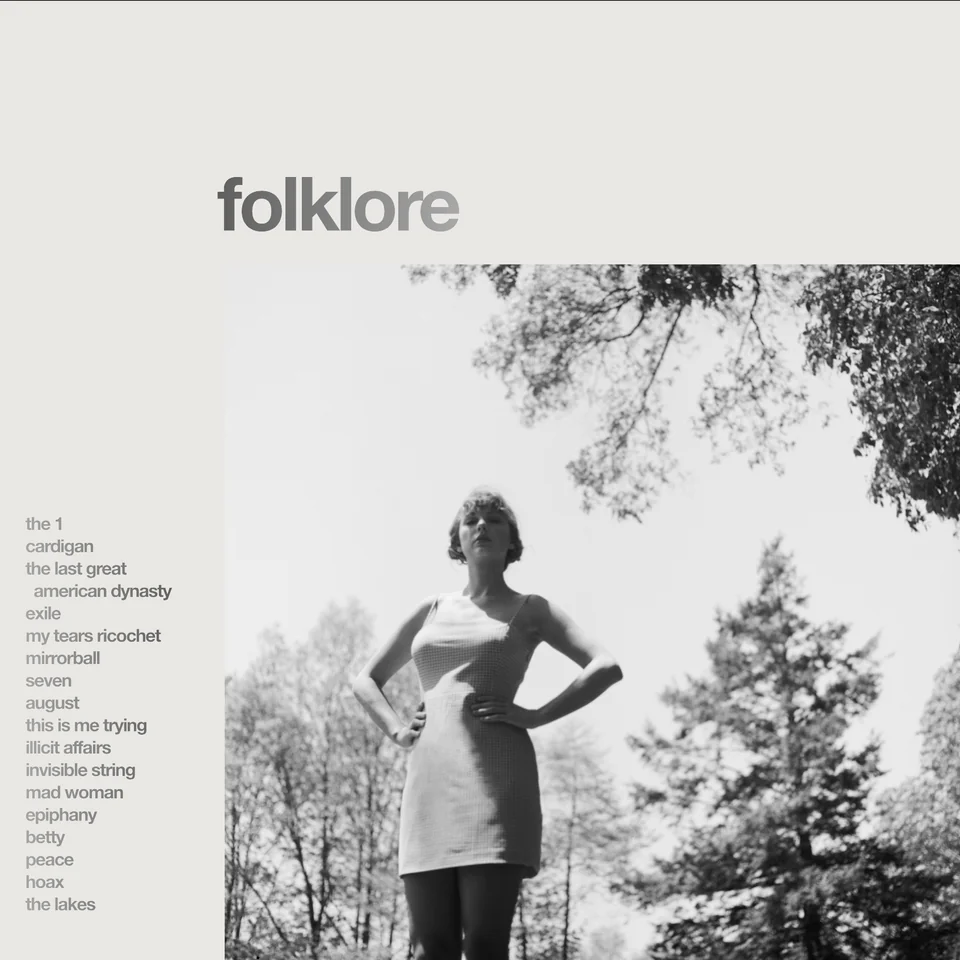 folklore
the 1
cardigan
the last great
american dynasty
exile
my tears ricochet
mirrorball
seven
august
this is me trying
illicit affairs
invisible string
mad woman
epiphany
betty
peace
hoax
the lakes